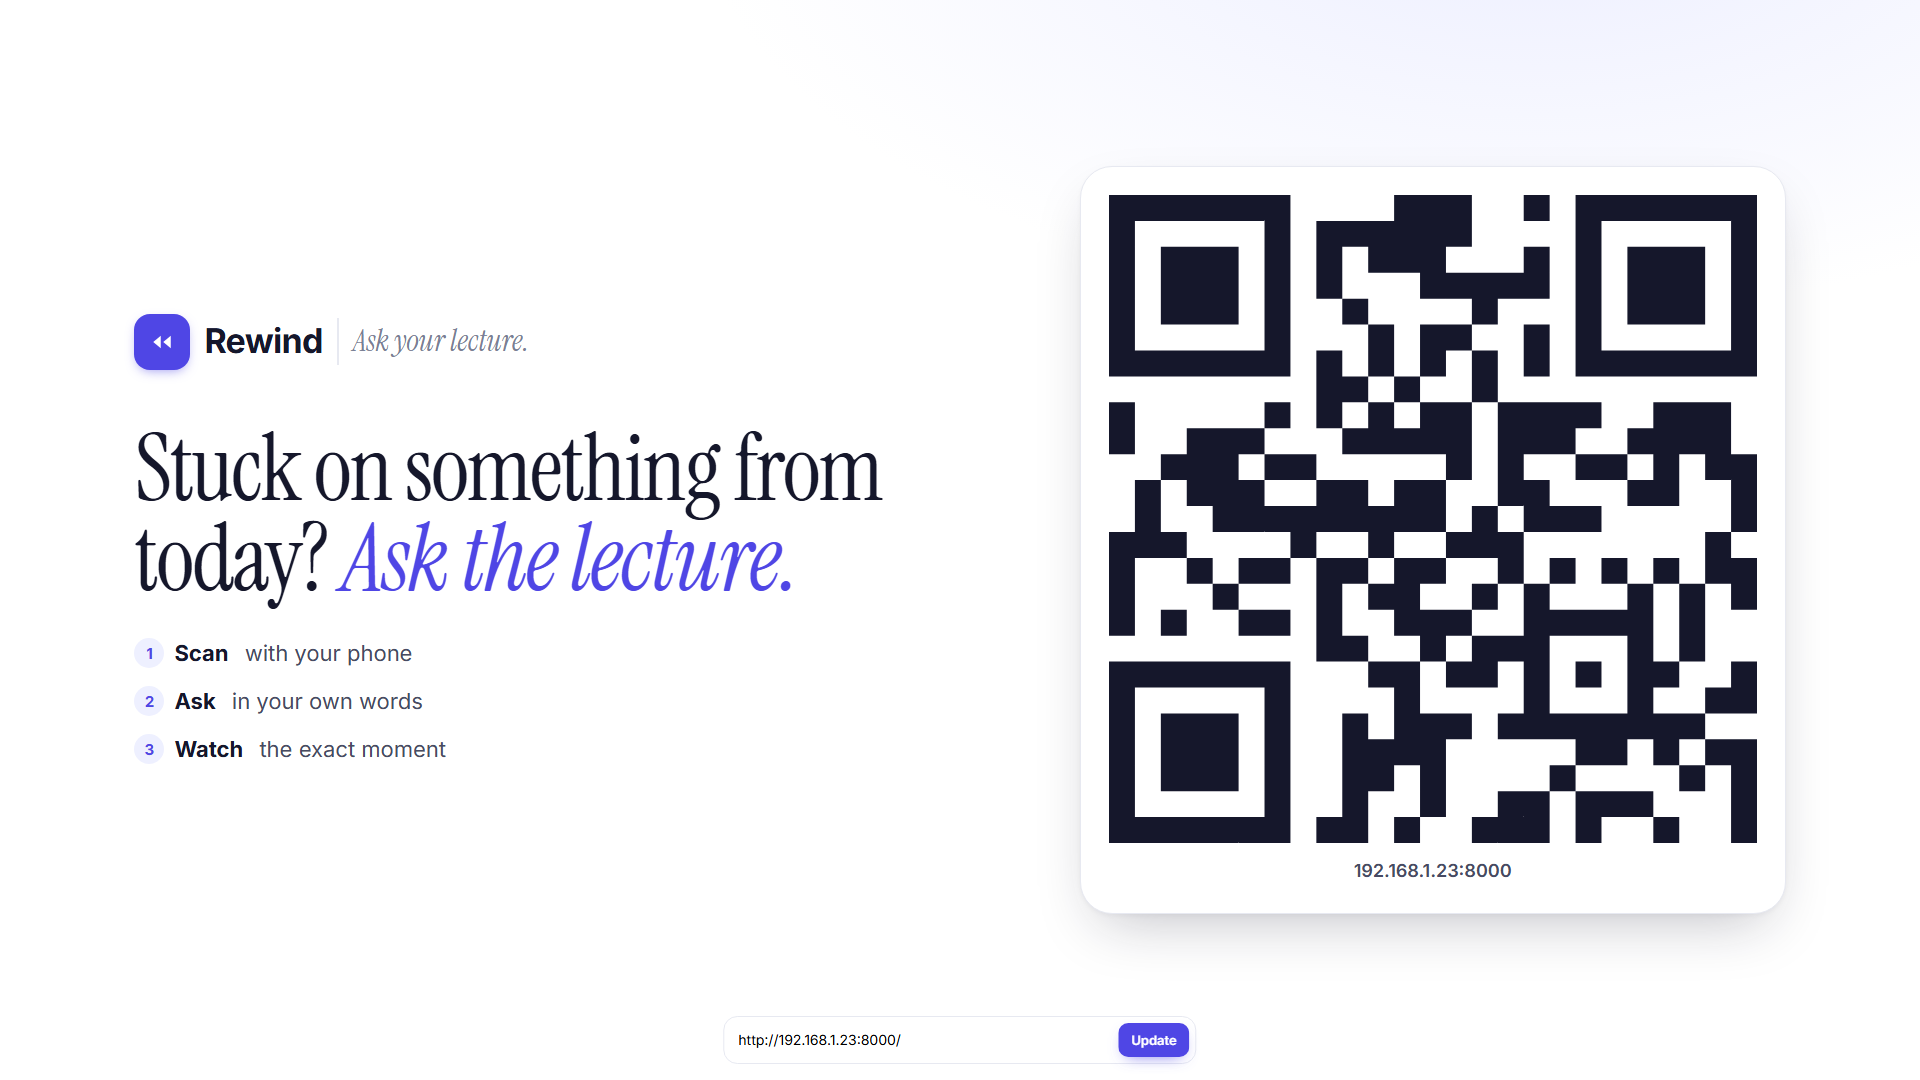 Rewind
Ask your lecture.
Stuck on something from
today? Ask the lecture.
1 Scan with your phone
2 Ask in your own words
3 Watch the exact moment
192.168.1.23:8000
http://192.168.1.23:8000/
Update